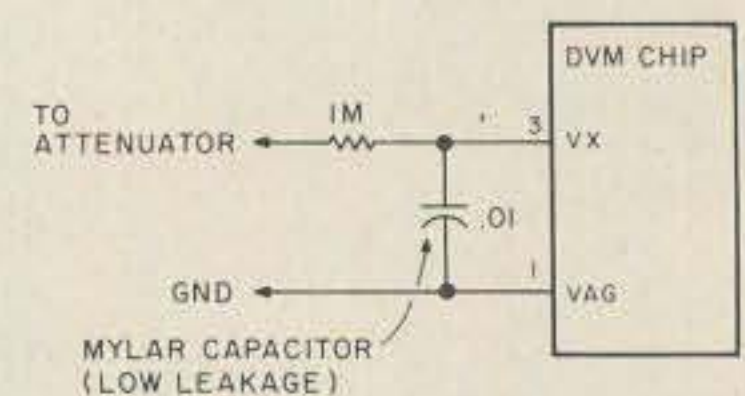 DVM CHIP
TO
ATTENUATOR
1M
3
VX
.01
GND
1
VAG
MYLAR CAPACITOR
(LOW LEAKAGE)